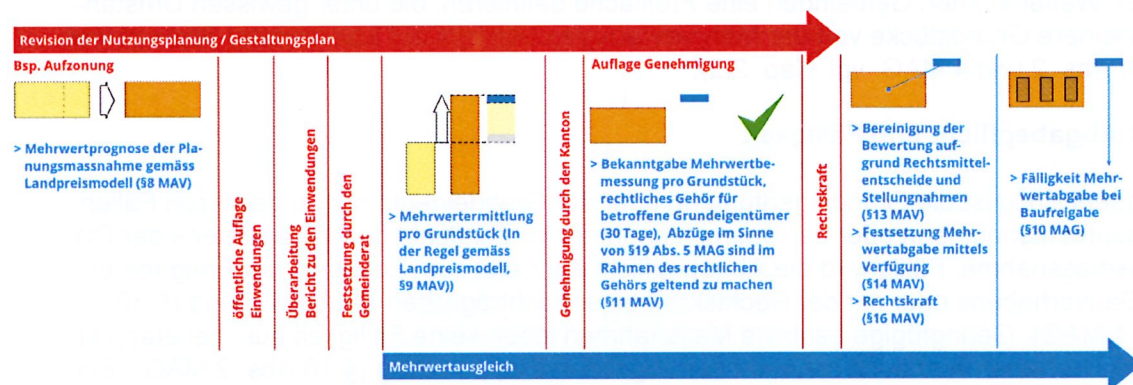 Revision der Nutzungsplanung / Gestaltungsplan
Bsp. Aufzonung
> Mehrwertprognose der Pla-
nungsmassnahme gemäss
Landpreismodell (§8 MAV)
öffentliche Auflage
Einwendungen
Überarbeitung
Bericht zu den Einwendungen
Festsetzung durch den
Gemeinderat
> Mehrwertermittlung
pro Grundstück (In
der Regel gemäss
Landpreismodell,
§9 MAV))
Genehmigung durch den Kanton
Auflage Genehmigung
> Bekanntgabe Mehrwertbe-
messung pro Grundstück,
rechtliches Gehör für
betroffene Grundeigentümer
(30 Tage), Abzüge im Sinne
von §19 Abs. 5 MAG sind im
Rahmen des rechtlichen
Gehörs geltend zu machen
(§11 MAV)
Rechtskraft
> Bereinigung der
Bewertung auf-
grund Rechtsmittel-
entscheide und
Stellungnahmen
(§13 MAV)
> Festsetzung Mehr-
wertabgabe mittels
Verfügung
(§14 MAV)
> Rechtskraft
(§16 MAV)
> Fälligkeit Mehr-
wertabgabe bei
Baufreigabe
(§10 MAG)
Mehrwertausgleich